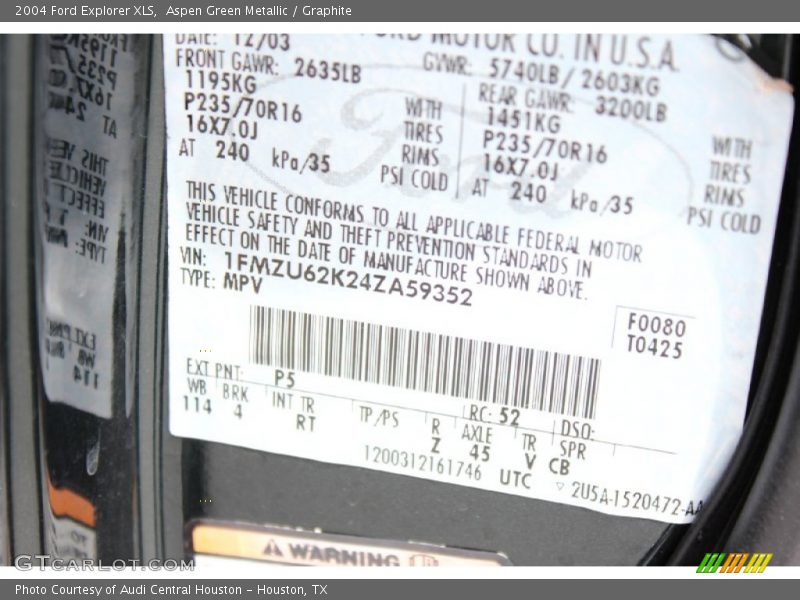 2004 Ford Explorer XLS, Aspen Green Metallic / Graphite
DATE: 12/03 FORD MOTOR CO. IN U.S.A.
FRONT GAWR: 2635LB GVWR: 5740LB/2603KG
1195KG REAR GAWR: 3200LB
P235/70R16 WITH 1451KG WITH
16X7.0J TIRES P235/70R16 TIRES
AT 240 kPa/35 RIMS 16X7.0J RIMS
PSI COLD AT 240 kPa/35 PSI COLD
THIS VEHICLE CONFORMS TO ALL APPLICABLE FEDERAL MOTOR
VEHICLE SAFETY AND THEFT PREVENTION STANDARDS IN
EFFECT ON THE DATE OF MANUFACTURE SHOWN ABOVE.
VIN: 1FMZU62K24ZA59352
TYPE: MPV
F0080
T0425
EXT PNT: P5 RC: 52 DSO:
WB BRK INT TR TP/PS R AXLE TR SPR
114 4 RT Z 45 V CB
1200312161746 UTC ▽ 2U5A-1520472-AA
WARNING
GTCarLot.com
Photo Courtesy of Audi Central Houston - Houston, TX